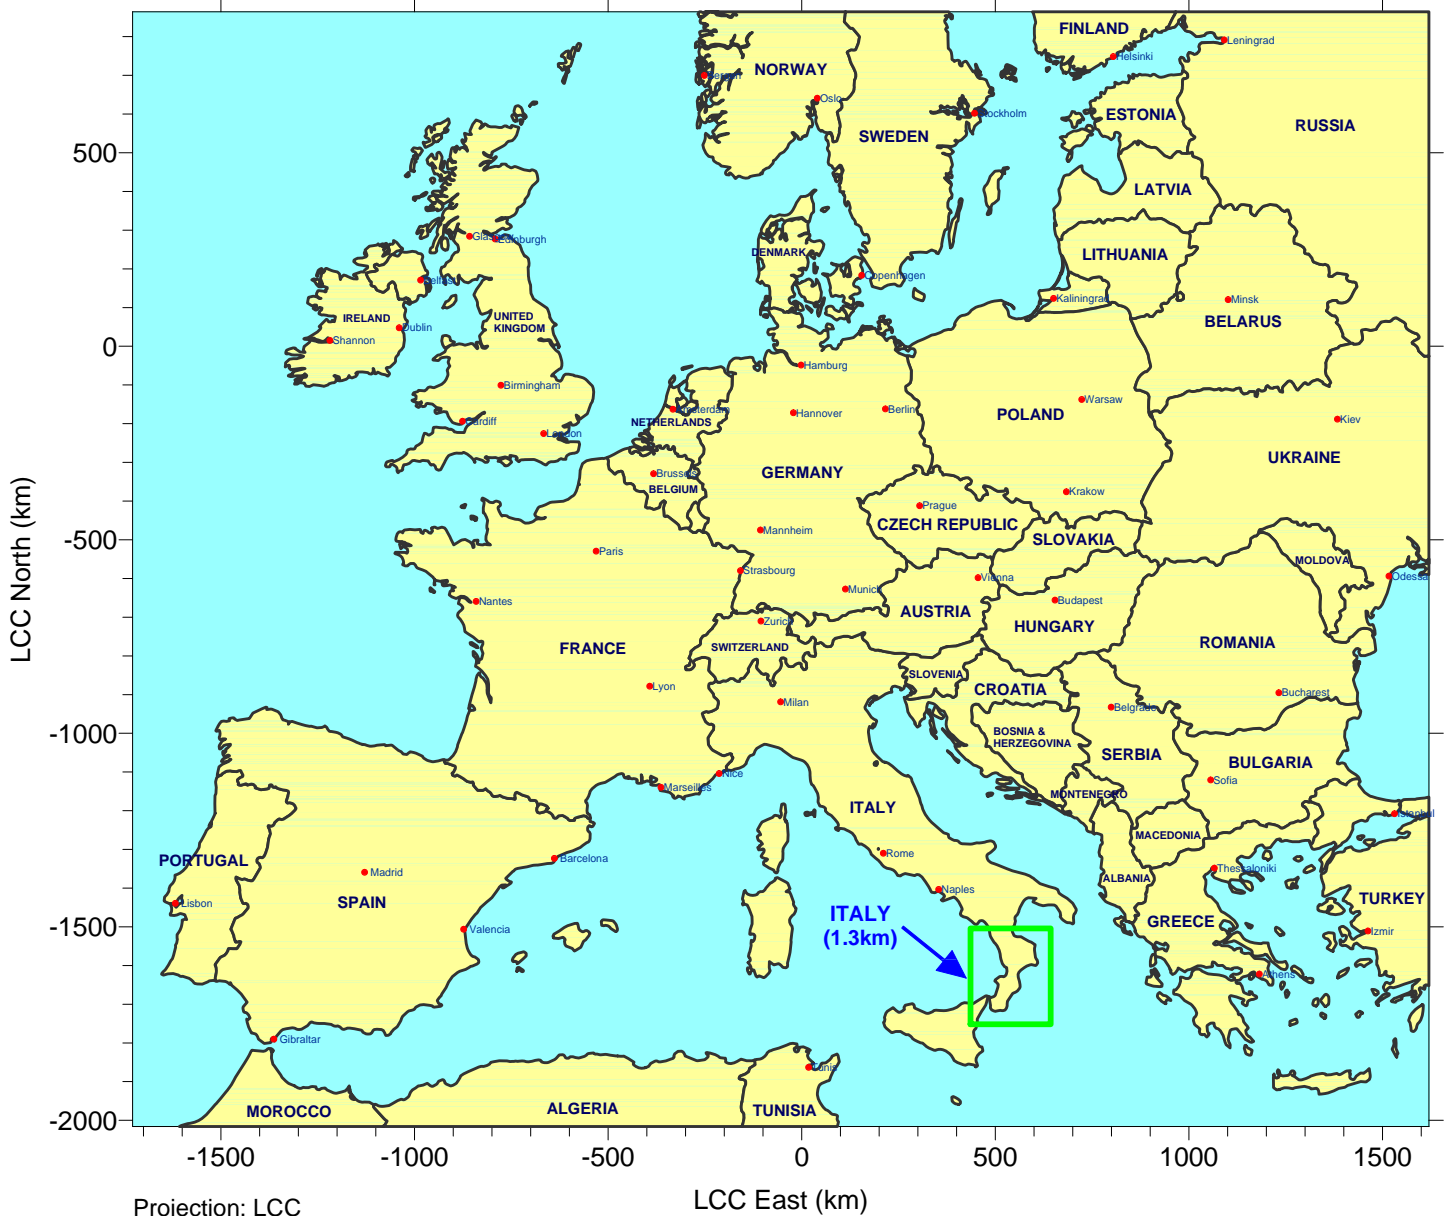 FINLAND
Leningrad
Helsinki
NORWAY
Bergen
Oslo
Stockholm
ESTONIA
RUSSIA
SWEDEN
500
LATVIA
Glasgow
Edinburgh
DENMARK
LITHUANIA
Belfast
Copenhagen
Kaliningrad
Minsk
IRELAND
UNITED
KINGDOM
BELARUS
Dublin
Shannon
0
Hamburg
Birmingham
Warsaw
Amsterdam
Hannover
Berlin
POLAND
Cardiff
NETHERLANDS
Kiev
London
UKRAINE
Brussels
GERMANY
BELGIUM
Krakow
Prague
CZECH REPUBLIC
Mannheim
-500
SLOVAKIA
Paris
MOLDOVA
Strasbourg
Vienna
Odessa
Munich
Nantes
AUSTRIA
Budapest
Zurich
HUNGARY
ROMANIA
FRANCE
SWITZERLAND
SLOVENIA
Lyon
CROATIA
Bucharest
Milan
Belgrade
-1000
BOSNIA &
HERZEGOVINA
SERBIA
BULGARIA
Nice
Sofia
Marseilles
MONTENEGRO
ITALY
Istanbul
MACEDONIA
Rome
PORTUGAL
Barcelona
Madrid
ALBANIA
Thessaloniki
Naples
Lisbon
SPAIN
TURKEY
ITALY
(1.3km)
GREECE
-1500
Valencia
Izmir
Athens
Gibraltar
Tunis
MOROCCO
ALGERIA
TUNISIA
-2000
-1500
-1000
-500
0
500
1000
1500
LCC North (km)
LCC East (km)
Projection: LCC